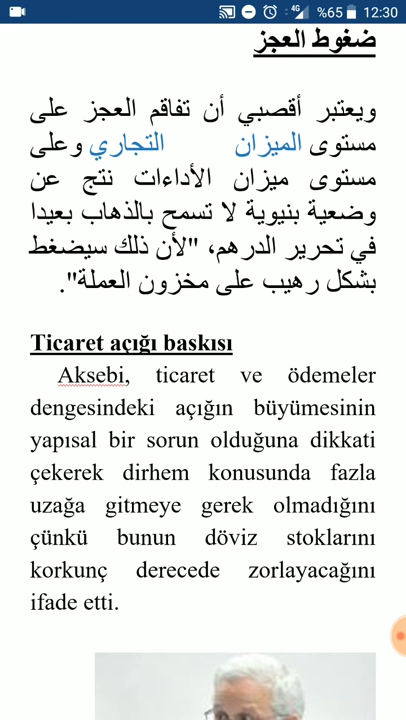 4G %65 12:30
ضغوط العجز
ويعتبر أقصبي أن تفاقم العجز على
مستوى الميزان التجاري وعلى
مستوى ميزان الأداءات نتج عن
وضعية بنيوية لا تسمح بالذهاب بعيدا
في تحرير الدرهم، "لأن ذلك سيضغط
بشكل رهيب على مخزون العملة".
Ticaret açığı baskısı
Aksebi, ticaret ve ödemeler
dengesindeki açığın büyümesinin
yapısal bir sorun olduğuna dikkati
çekerek dirhem konusunda fazla
uzağa gitmeye gerek olmadığını
çünkü bunun döviz stoklarını
korkunç derecede zorlayacağını
ifade etti.